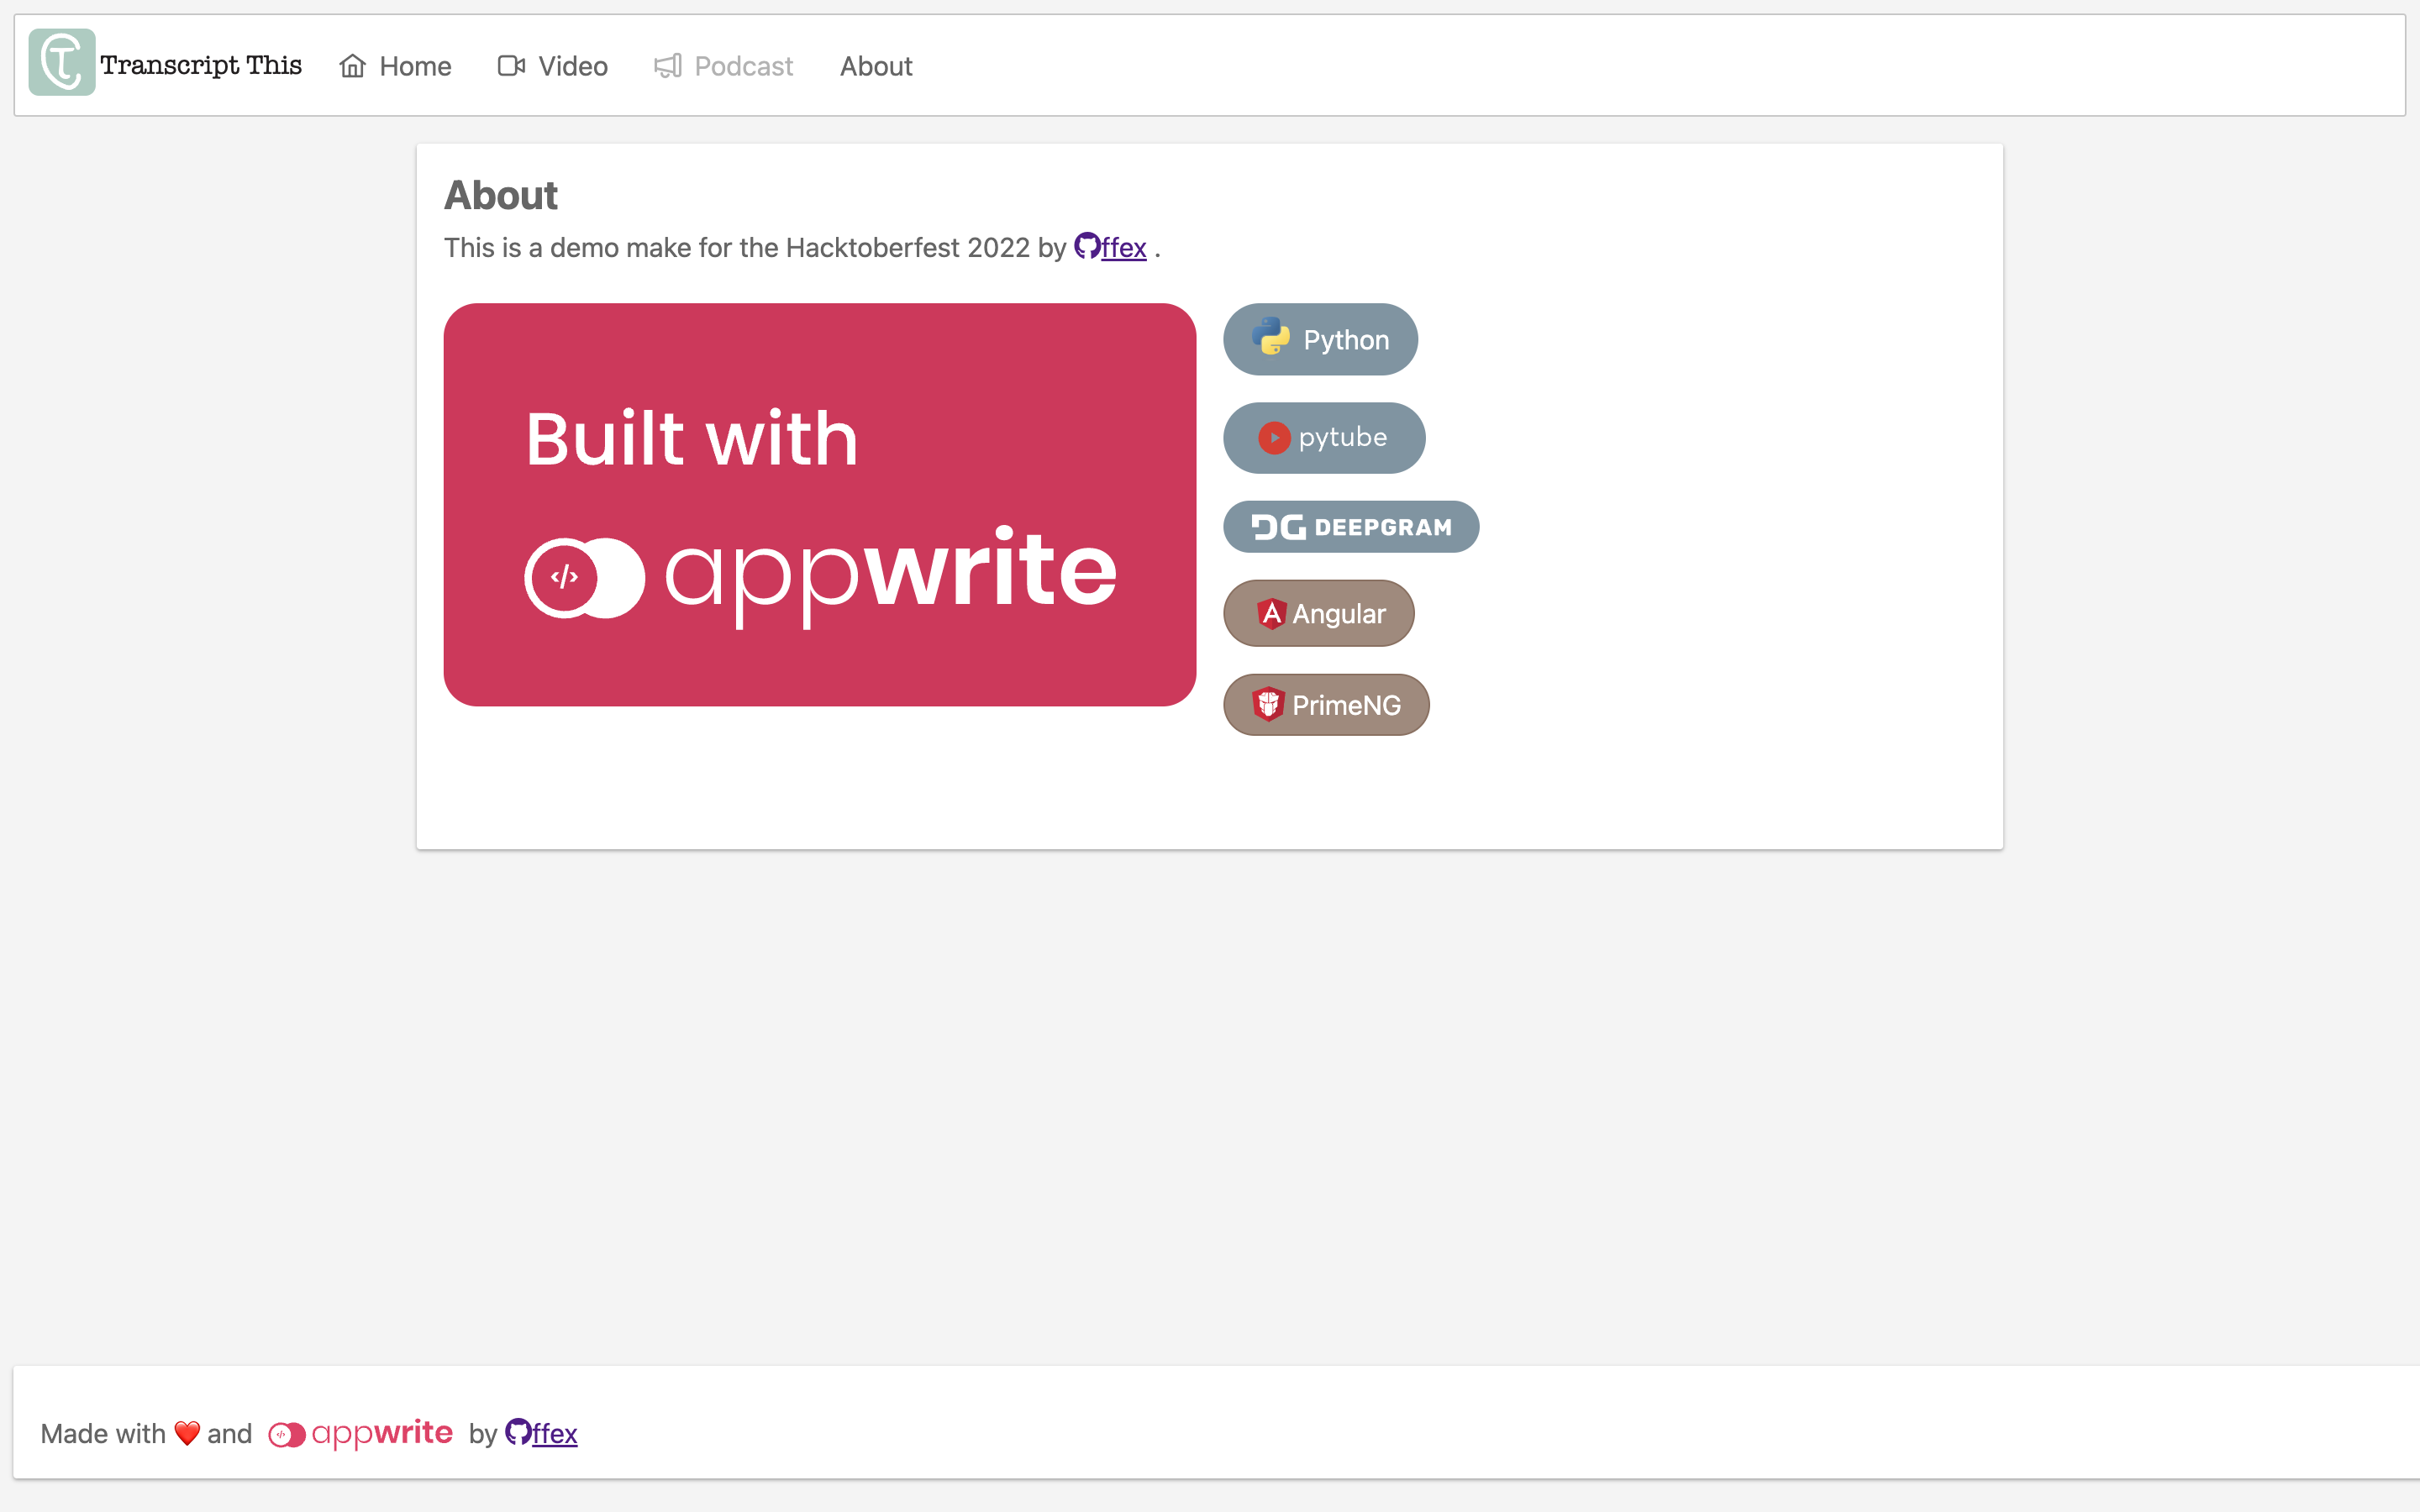 Transcript This Home Video Podcast About
About
This is a demo make for the Hacktoberfest 2022 by ffex .
Built with
appwrite
Python
pytube
DG DEEPGRAM
Angular
PrimeNG
Made with ❤️ and appwrite by ffex